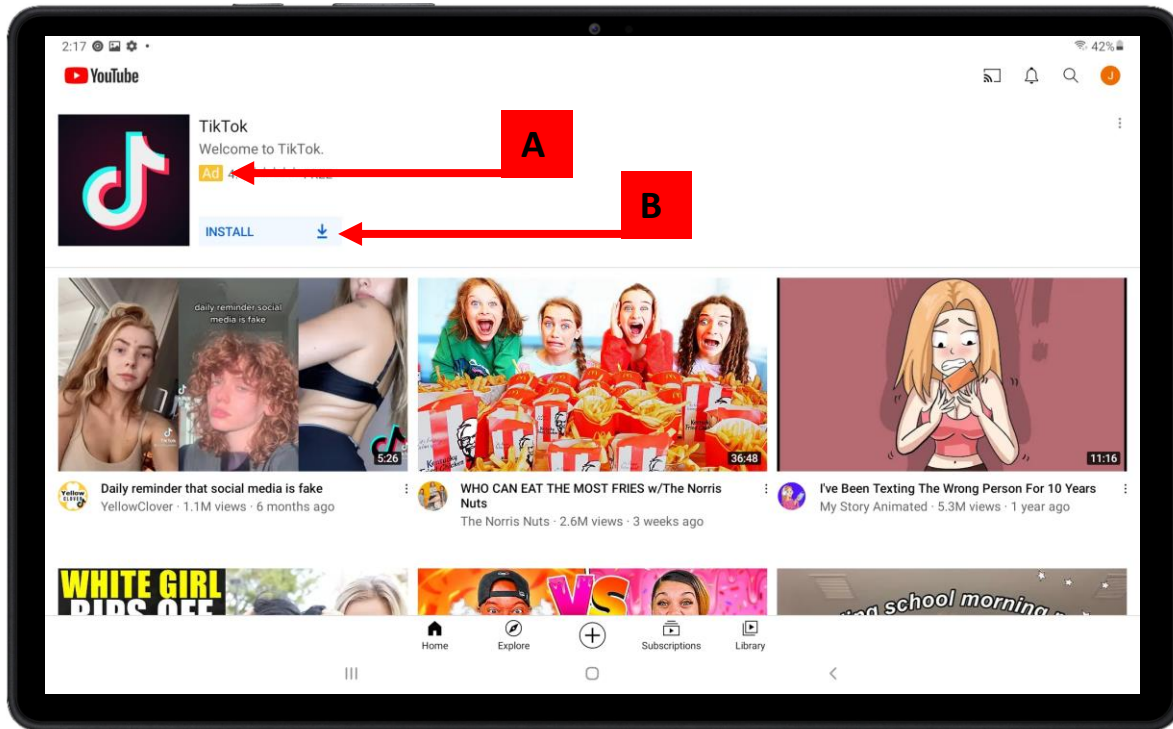 2:17
42%
YouTube
J
TikTok
Welcome to TikTok.
A
Ad
B
INSTALL
daily reminder social
media is fake
TikTok
5:26
36:48
11:16
Yellow
CLOVER
Daily reminder that social media is fake
YellowClover · 1.1M views · 6 months ago
WHO CAN EAT THE MOST FRIES w/The Norris
Nuts
The Norris Nuts · 2.6M views · 3 weeks ago
I've Been Texting The Wrong Person For 10 Years
My Story Animated · 5.3M views · 1 year ago
WHITE GIRL
VS
school morning
Home
Explore
Subscriptions
Library